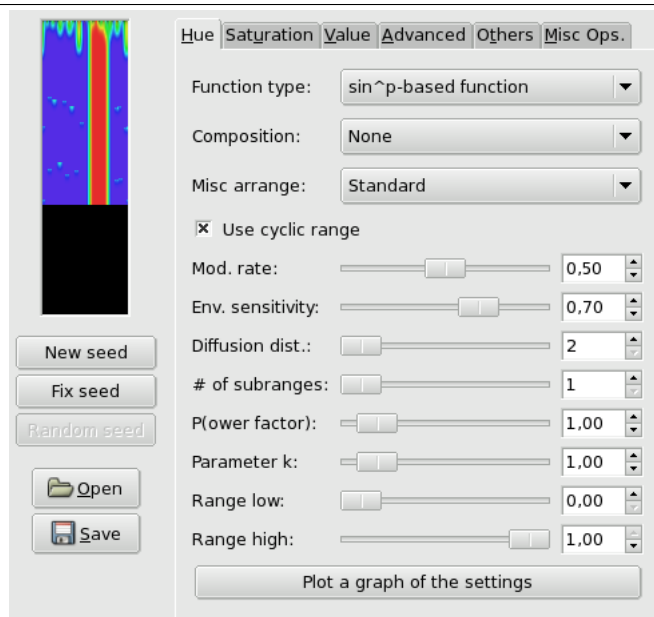 Hue Saturation Value Advanced Others Misc Ops.
Function type: sin^p-based function
Composition: None
Misc arrange: Standard
Use cyclic range
Mod. rate: 0,50
Env. sensitivity: 0,70
Diffusion dist.: 2
# of subranges: 1
P(ower factor): 1,00
Parameter k: 1,00
Range low: 0,00
Range high: 1,00
Plot a graph of the settings
New seed
Fix seed
Random seed
Open
Save